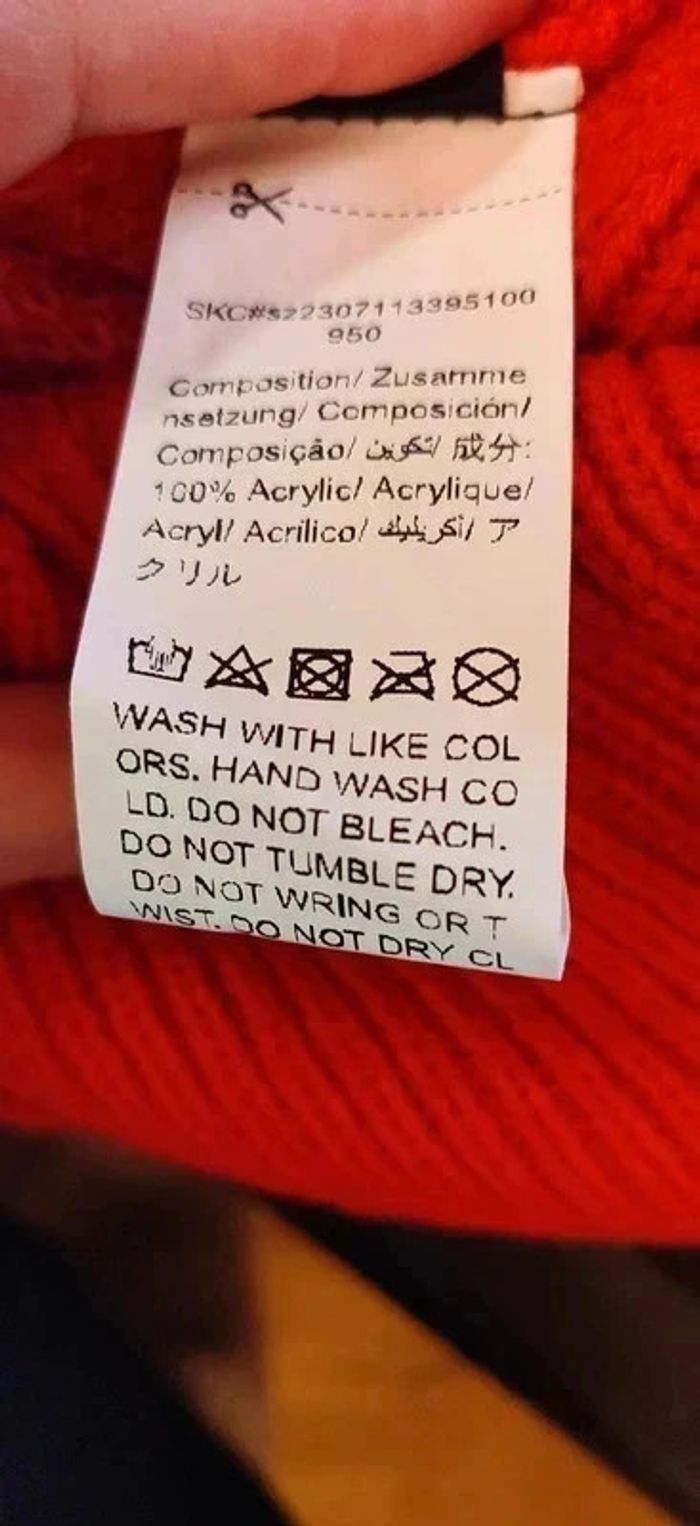 SKC#sz2307113395100
950
Composition/ Zusamme
nsetzung/ Composición/
Composição/ تكوين/ 成分:
100% Acrylic/ Acrylique/
Acryl/ Acrilico/ أكريليك/ ア
クリル
WASH WITH LIKE COL
ORS. HAND WASH CO
LD. DO NOT BLEACH.
DO NOT TUMBLE DRY.
DO NOT WRING OR T
WIST. DO NOT DRY CL